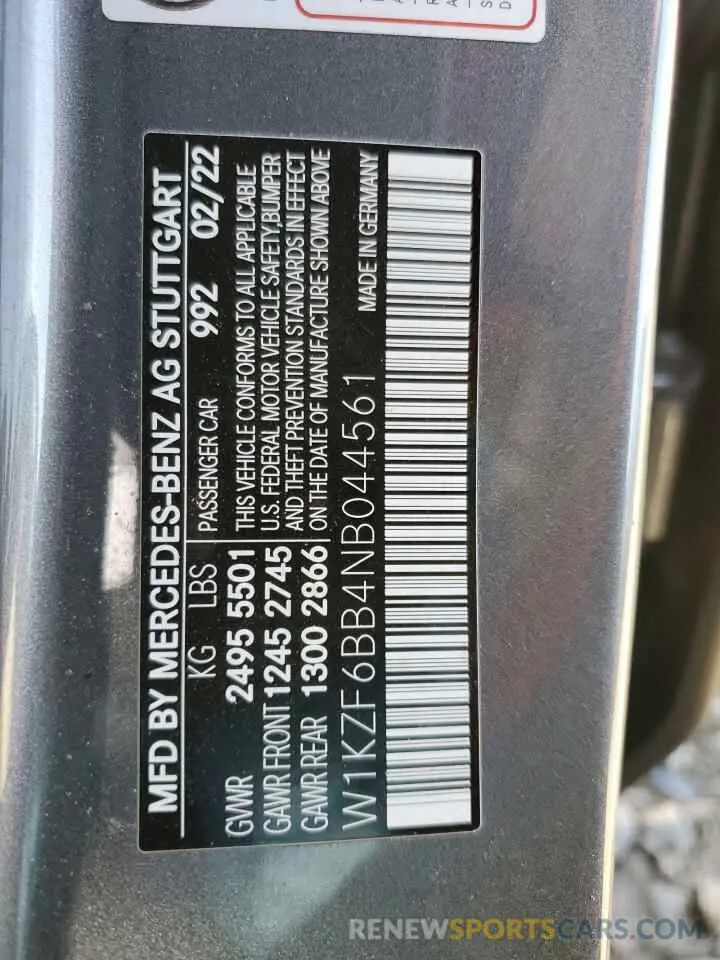 MFD BY MERCEDES-BENZ AG STUTTGART
KG LBS PASSENGER CAR 992 02/22
GVWR 2495 5501 THIS VEHICLE CONFORMS TO ALL APPLICABLE
GAWR FRONT 1245 2745 U.S. FEDERAL MOTOR VEHICLE SAFETY, BUMPER
AND THEFT PREVENTION STANDARDS IN EFFECT
GAWR REAR 1300 2866 ON THE DATE OF MANUFACTURE SHOWN ABOVE
W1KZF6BB4NB044561 MADE IN GERMANY
RENEWSPORTSCARS.COM